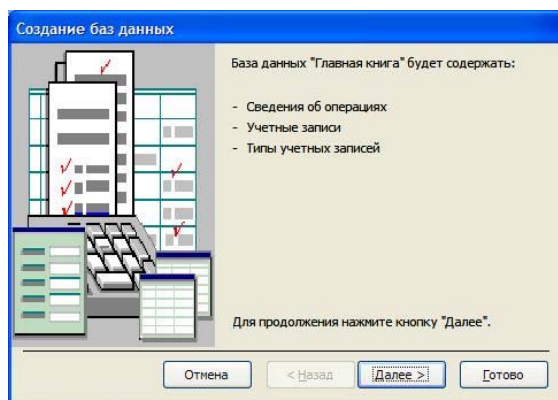 Создание баз данных
База данных "Главная книга" будет содержать:
- Сведения об операциях
- Учетные записи
- Типы учетных записей
Для продолжения нажмите кнопку "Далее".
Отмена
< Назад
Далее >
Готово